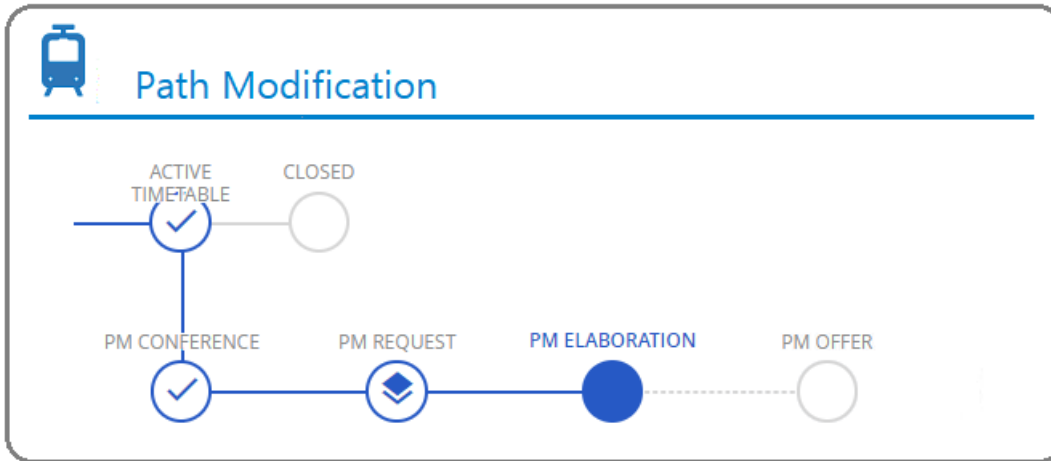 Path Modification
ACTIVE
TIMETABLE
CLOSED
PM CONFERENCE
PM REQUEST
PM ELABORATION
PM OFFER